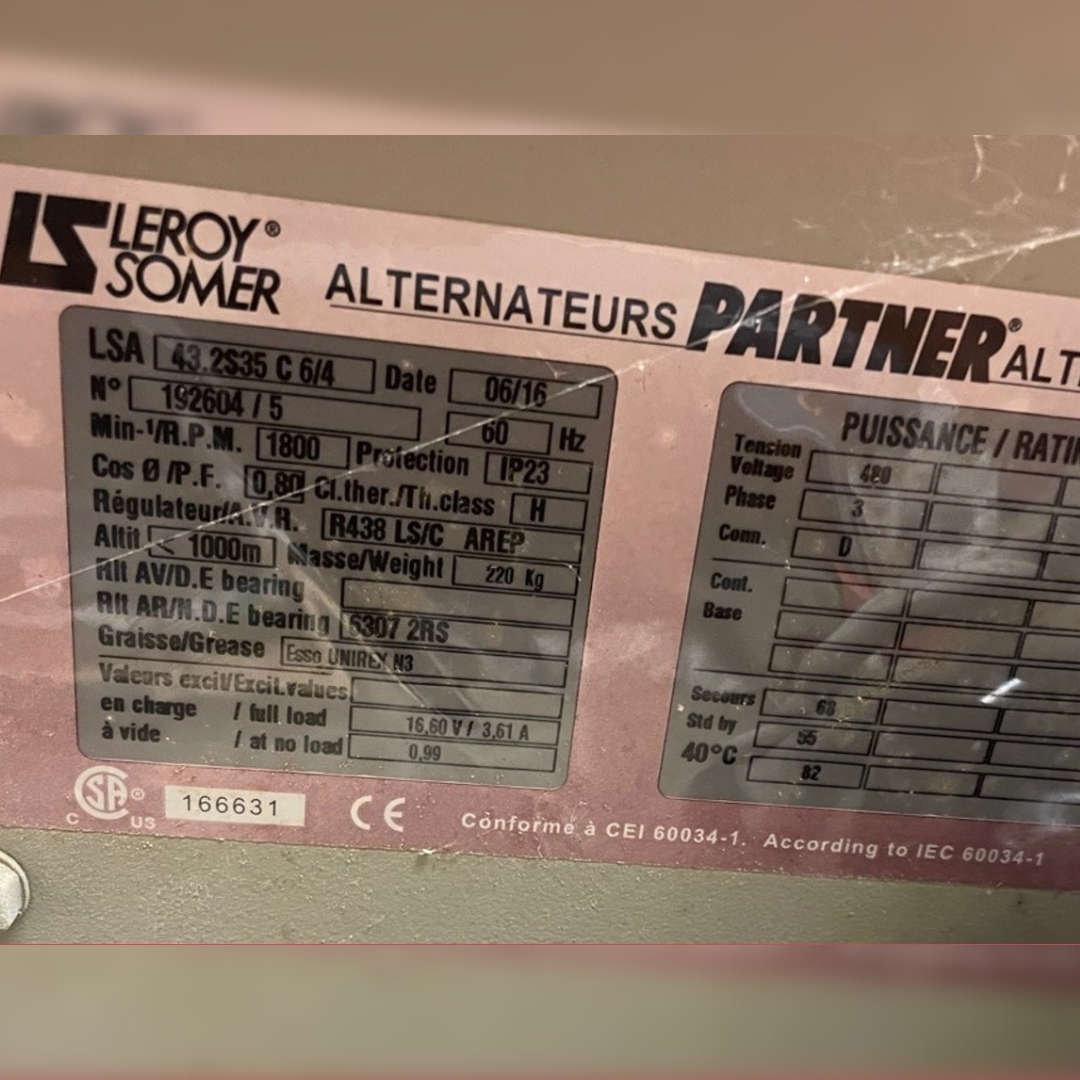 LS LEROY®
SOMER
ALTERNATEURS PARTNER® ALT
LSA 43.2S35 C 6/4 Date 06/16
N° 192604 / 5 60 Hz
Min-¹/R.P.M. 1800 Protection IP23
Cos Ø /P.F. 0,80 Cl.ther./Th.class H
Régulateur/A.V.R. R438 LS/C AREP
Altit < 1000m Masse/Weight 220 Kg
Rlt AV/D.E bearing
Rlt AR/N.D.E bearing 6307 2RS
Graisse/Grease Esso UNIREX N3
Valeurs excit/Excit.values
en charge / full load 16,60 V / 3,61 A
à vide / at no load 0,99
PUISSANCE /
Tension
Voltage 480
Phase 3
Conn. D
Cont.
Base
Secours 68
Std by 55
40°C 82
C SA® US 166631 CE
Conforme à CEI 60034-1. According to IEC 60034-1